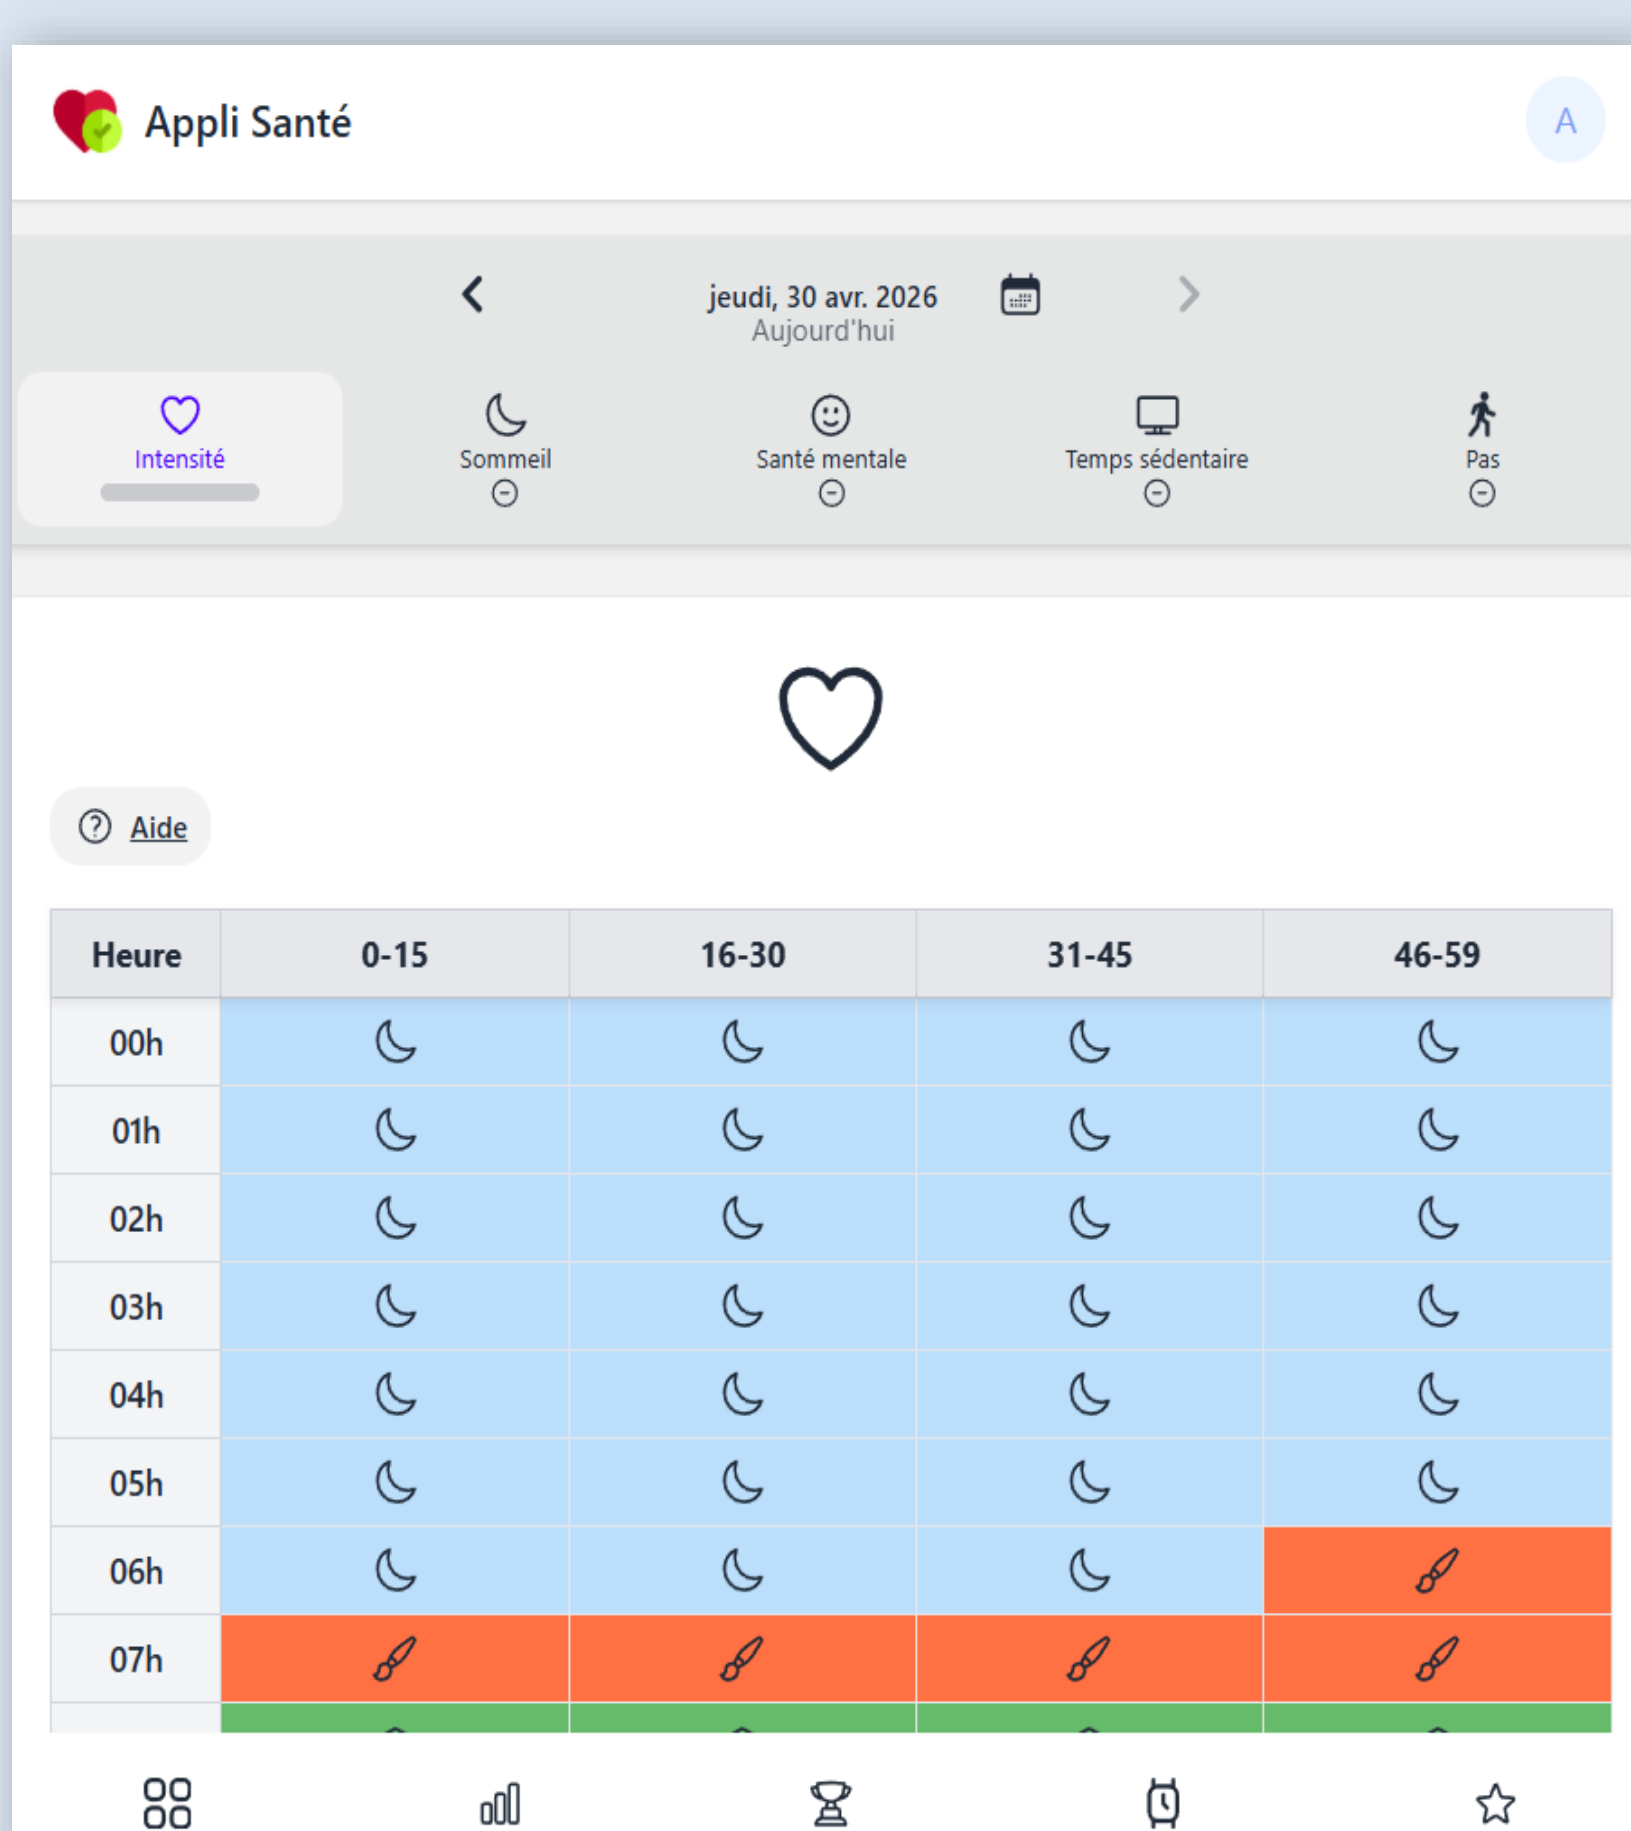 Appli Santé
A
jeudi, 30 avr. 2026
Aujourd'hui
Intensité
Sommeil
Santé mentale
Temps sédentaire
Pas
Aide
Heure 0-15 16-30 31-45 46-59
00h
01h
02h
03h
04h
05h
06h
07h